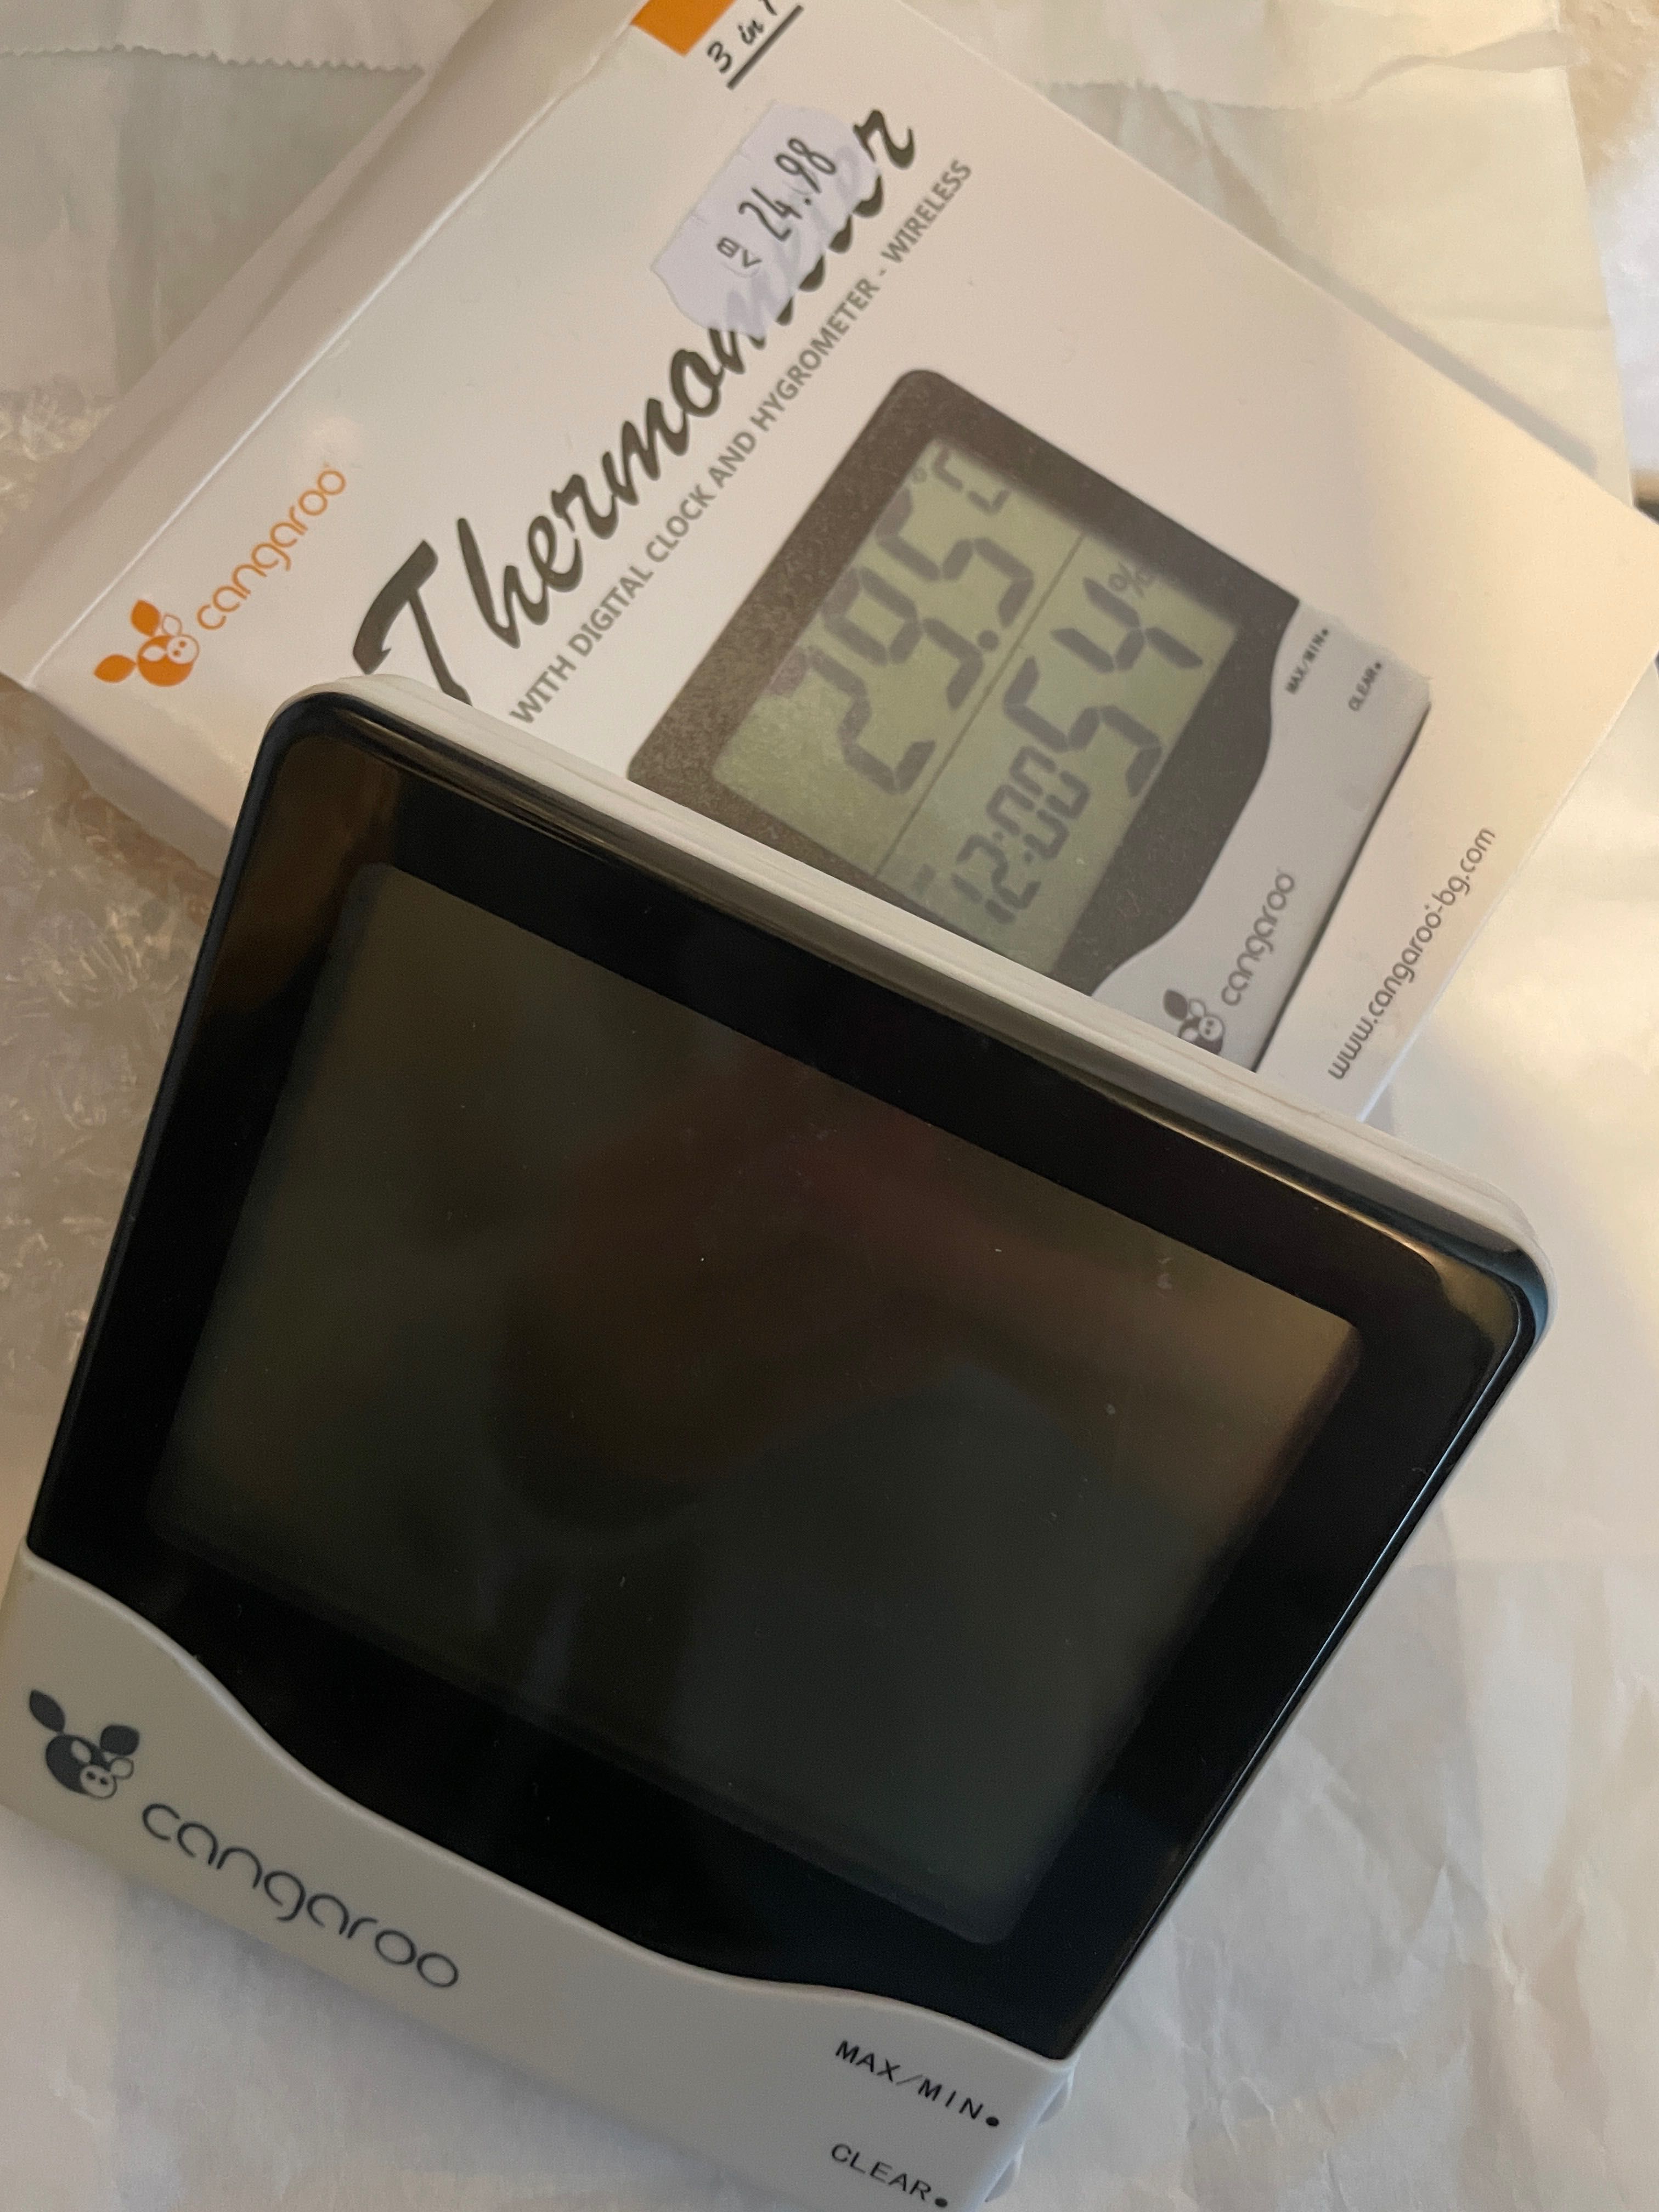 3 in 1
24.98
Thermometer
WITH DIGITAL CLOCK AND HYGROMETER - WIRELESS
cangaroo
29.5°C
12:00 54%
MAX/MIN
CLEAR
cangaroo
www.cangaroo-bg.com
cangaroo
MAX/MIN
CLEAR